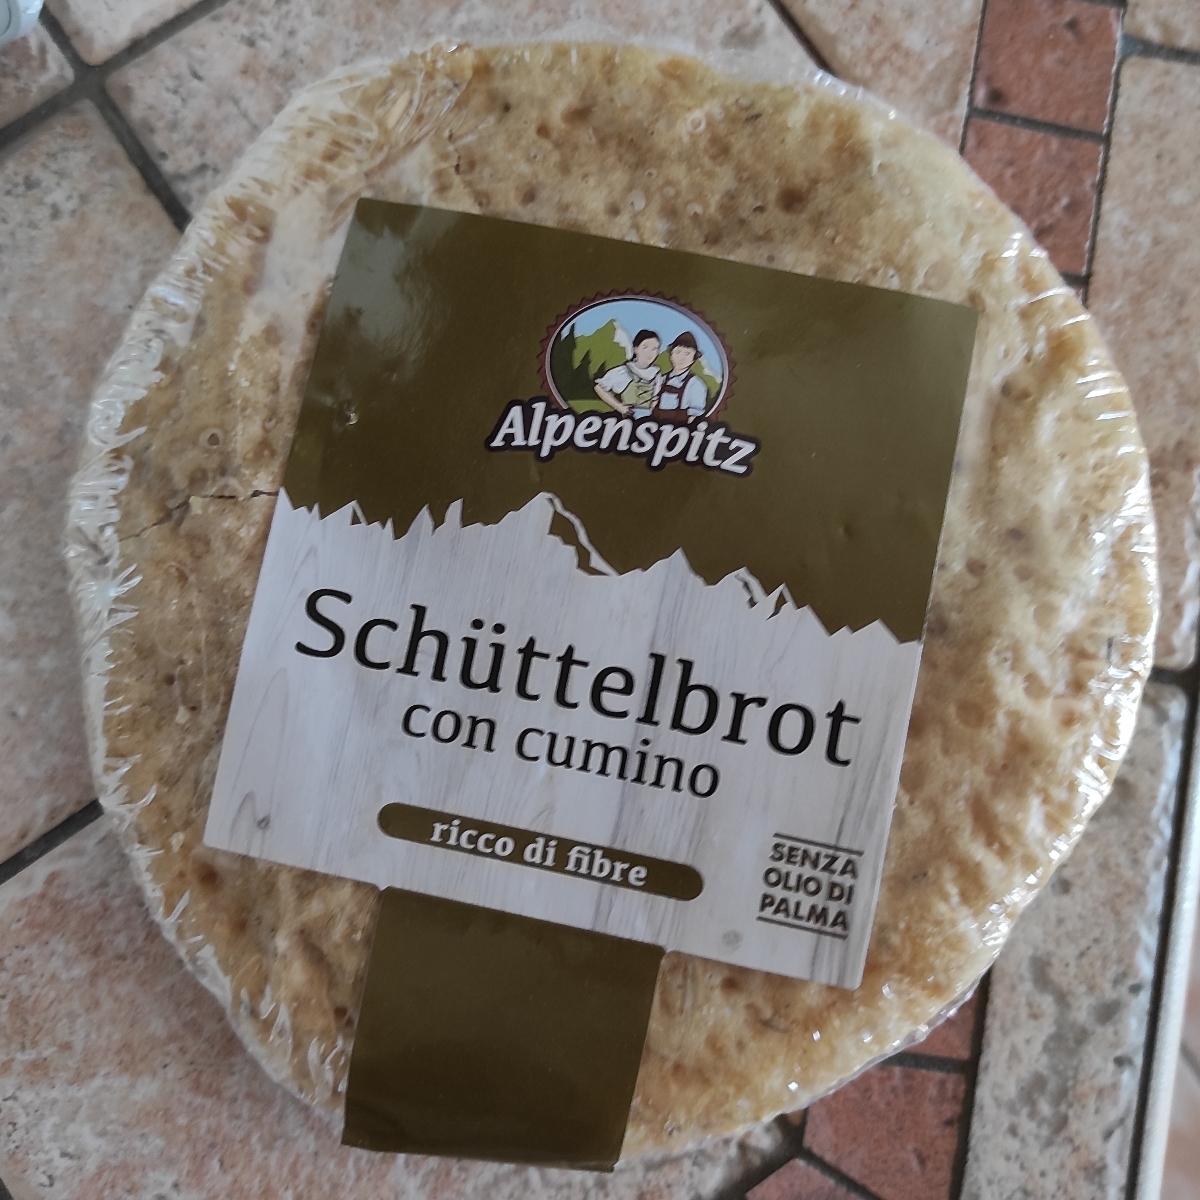 Alpenspitz
Schüttelbrot
con cumino
ricco di fibre
SENZA
OLIO DI
PALMA